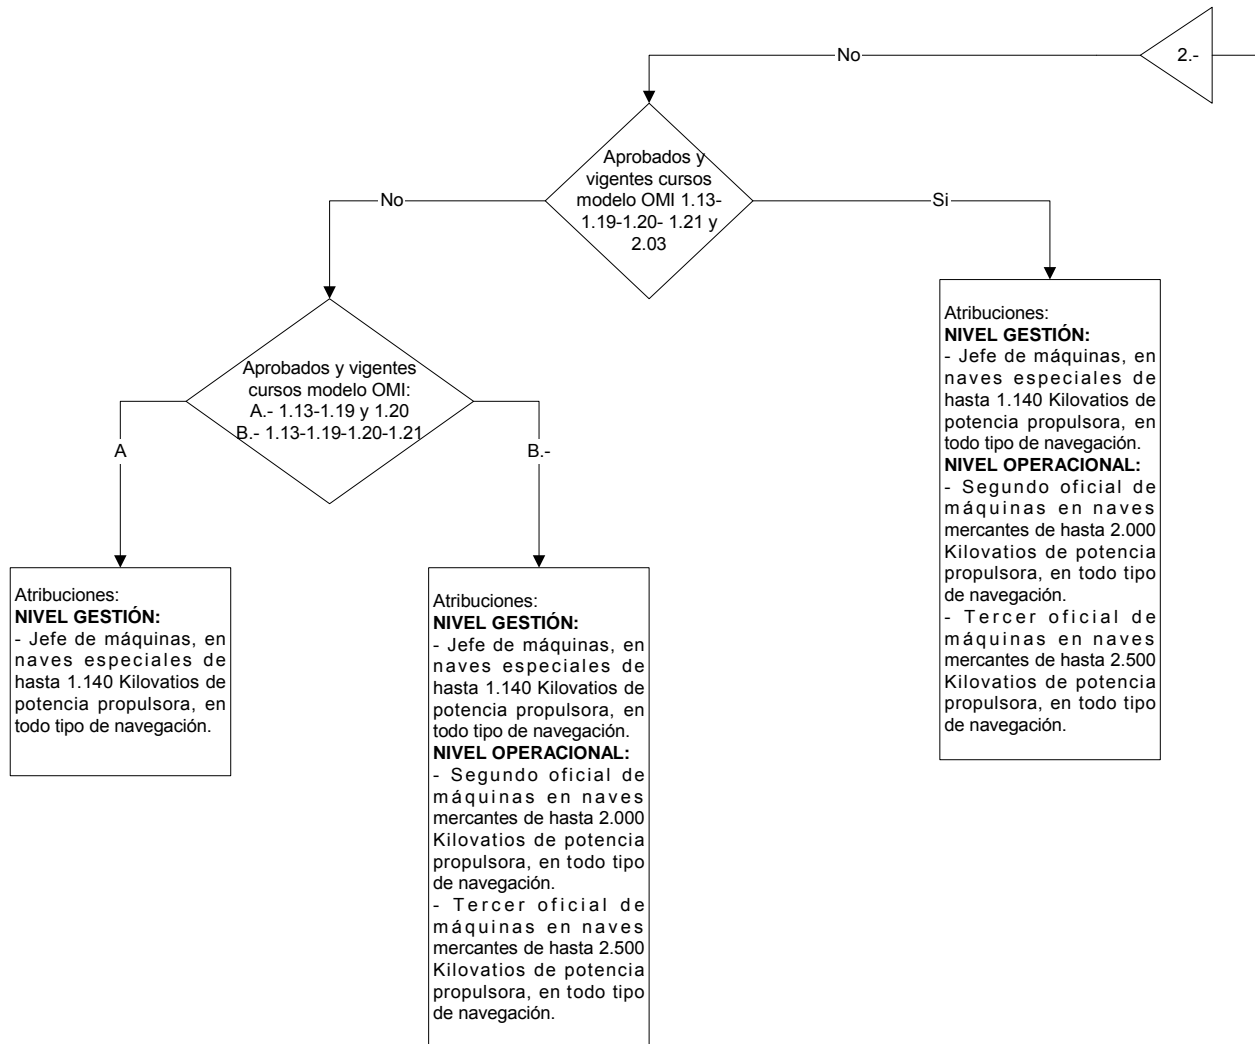 2.-
No
Aprobados y
vigentes cursos
modelo OMI 1.13-
1.19-1.20- 1.21 y
2.03
No
Si
Aprobados y vigentes
cursos modelo OMI:
A.- 1.13-1.19 y 1.20
B.- 1.13-1.19-1.20-1.21
A
B.-
Atribuciones:
NIVEL GESTIÓN:
- Jefe de máquinas, en
naves especiales de
hasta 1.140 Kilovatios de
potencia propulsora, en
todo tipo de navegación.
Atribuciones:
NIVEL GESTIÓN:
- Jefe de máquinas, en
naves especiales de
hasta 1.140 Kilovatios de
potencia propulsora, en
todo tipo de navegación.
NIVEL OPERACIONAL:
- Segundo oficial de
máquinas en naves
mercantes de hasta 2.000
Kilovatios de potencia
propulsora, en todo tipo
de navegación.
- Tercer oficial de
máquinas en naves
mercantes de hasta 2.500
Kilovatios de potencia
propulsora, en todo tipo
de navegación.
Atribuciones:
NIVEL GESTIÓN:
- Jefe de máquinas, en
naves especiales de
hasta 1.140 Kilovatios de
potencia propulsora, en
todo tipo de navegación.
NIVEL OPERACIONAL:
- Segundo oficial de
máquinas en naves
mercantes de hasta 2.000
Kilovatios de potencia
propulsora, en todo tipo
de navegación.
- Tercer oficial de
máquinas en naves
mercantes de hasta 2.500
Kilovatios de potencia
propulsora, en todo tipo
de navegación.